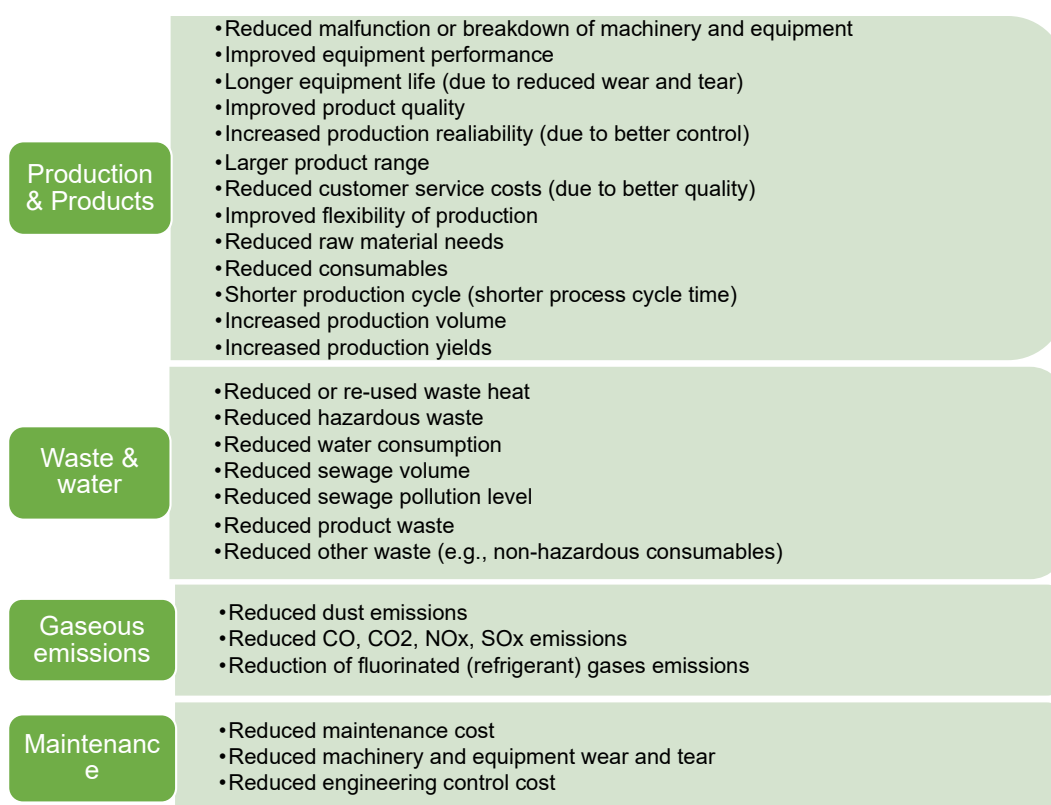 Production
& Products
•Reduced malfunction or breakdown of machinery and equipment
•Improved equipment performance
•Longer equipment life (due to reduced wear and tear)
•Improved product quality
•Increased production realiability (due to better control)
•Larger product range
•Reduced customer service costs (due to better quality)
•Improved flexibility of production
•Reduced raw material needs
•Reduced consumables
•Shorter production cycle (shorter process cycle time)
•Increased production volume
•Increased production yields
Waste &
water
•Reduced or re-used waste heat
•Reduced hazardous waste
•Reduced water consumption
•Reduced sewage volume
•Reduced sewage pollution level
•Reduced product waste
•Reduced other waste (e.g., non-hazardous consumables)
Gaseous
emissions
•Reduced dust emissions
•Reduced CO, CO2, NOx, SOx emissions
•Reduction of fluorinated (refrigerant) gases emissions
Maintenanc
e
•Reduced maintenance cost
•Reduced machinery and equipment wear and tear
•Reduced engineering control cost